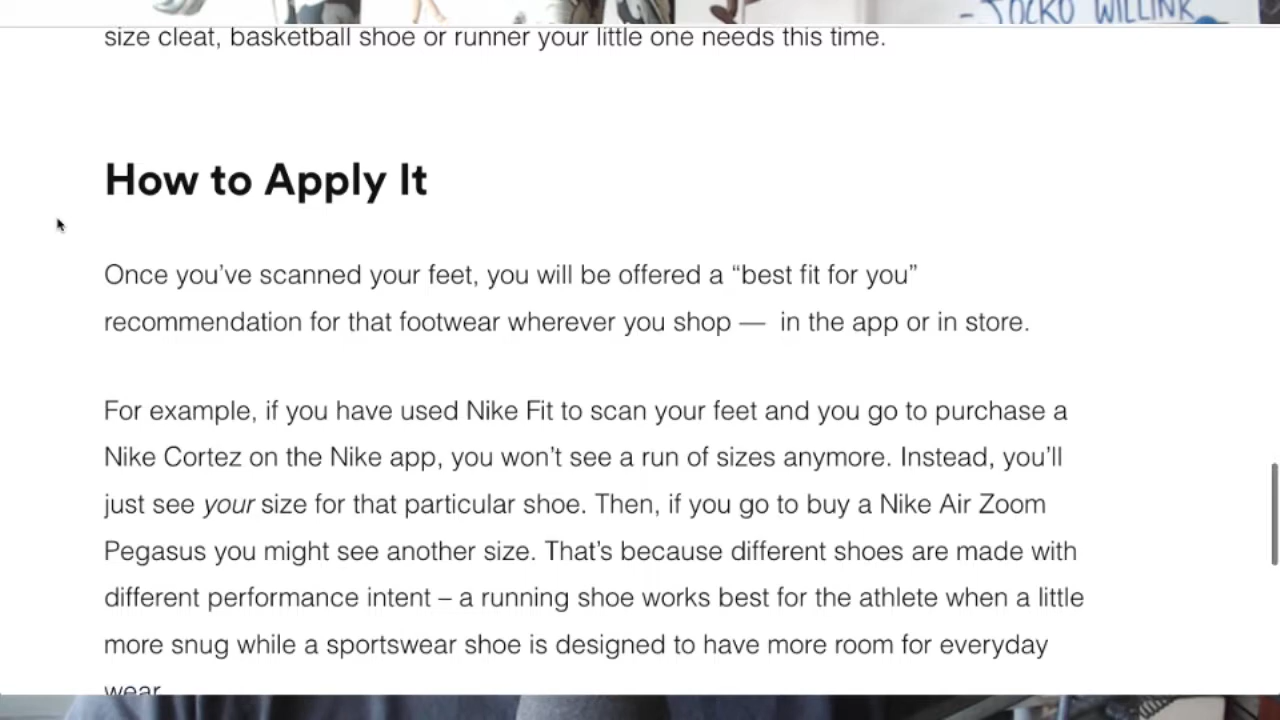 - JOCKO WILLINK
size cleat, basketball shoe or runner your little one needs this time.
How to Apply It
Once you’ve scanned your feet, you will be offered a “best fit for you”
recommendation for that footwear wherever you shop —  in the app or in store.
For example, if you have used Nike Fit to scan your feet and you go to purchase a
Nike Cortez on the Nike app, you won’t see a run of sizes anymore. Instead, you’ll
just see your size for that particular shoe. Then, if you go to buy a Nike Air Zoom
Pegasus you might see another size. That’s because different shoes are made with
different performance intent – a running shoe works best for the athlete when a little
more snug while a sportswear shoe is designed to have more room for everyday
wear